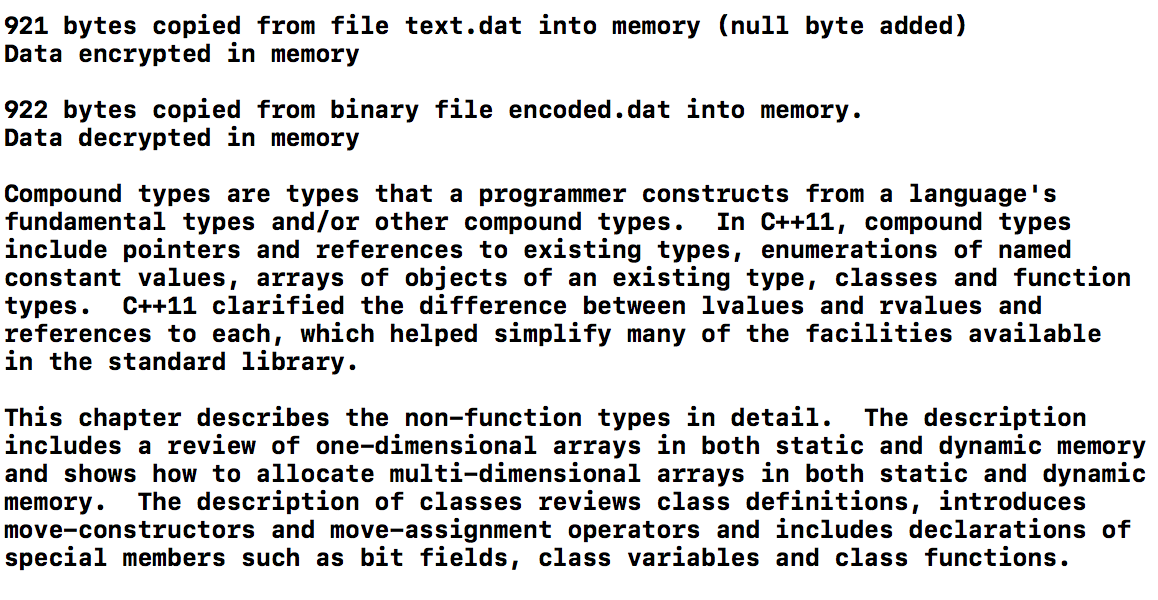 921 bytes copied from file text.dat into memory (null byte added)
Data encrypted in memory

922 bytes copied from binary file encoded.dat into memory.
Data decrypted in memory

Compound types are types that a programmer constructs from a language's
fundamental types and/or other compound types.  In C++11, compound types
include pointers and references to existing types, enumerations of named
constant values, arrays of objects of an existing type, classes and function
types.  C++11 clarified the difference between lvalues and rvalues and
references to each, which helped simplify many of the facilities available
in the standard library.

This chapter describes the non-function types in detail.  The description
includes a review of one-dimensional arrays in both static and dynamic memory
and shows how to allocate multi-dimensional arrays in both static and dynamic
memory.  The description of classes reviews class definitions, introduces
move-constructors and move-assignment operators and includes declarations of
special members such as bit fields, class variables and class functions.